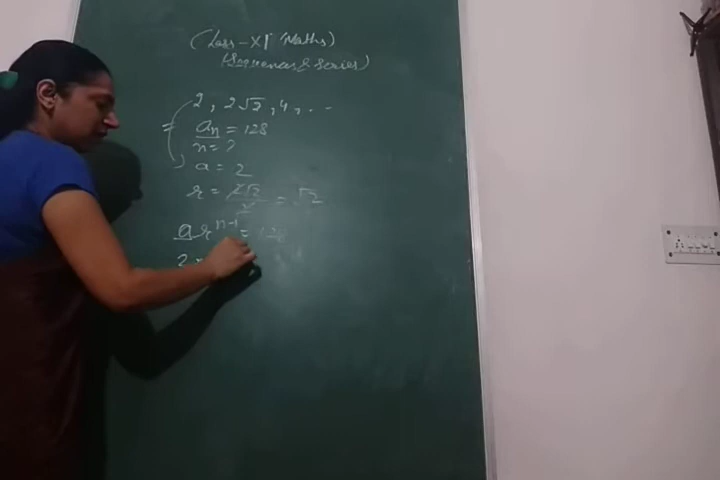 (Class-XI Maths)
(Sequences & Series)
2, 2√2, 4, ...
an = 128
n = ?
a = 2
r = 2√2/2 = √2
ar^n-1 = 128
2